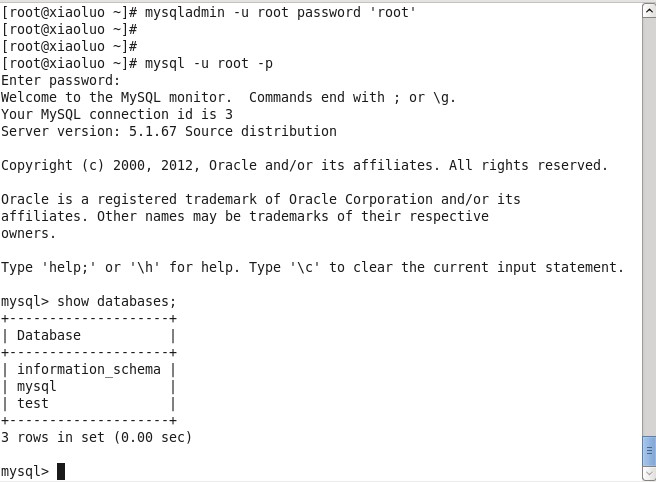 [root@xiaoluo ~]# mysqladmin -u root password 'root'
[root@xiaoluo ~]#
[root@xiaoluo ~]#
[root@xiaoluo ~]# mysql -u root -p
Enter password:
Welcome to the MySQL monitor.  Commands end with ; or \g.
Your MySQL connection id is 3
Server version: 5.1.67 Source distribution

Copyright (c) 2000, 2012, Oracle and/or its affiliates. All rights reserved.

Oracle is a registered trademark of Oracle Corporation and/or its
affiliates. Other names may be trademarks of their respective
owners.

Type 'help;' or '\h' for help. Type '\c' to clear the current input statement.

mysql> show databases;
+--------------------+
| Database           |
+--------------------+
| information_schema |
| mysql              |
| test               |
+--------------------+
3 rows in set (0.00 sec)

mysql>